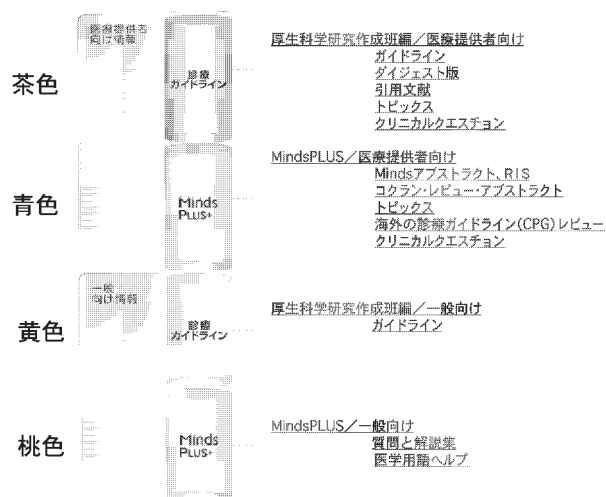 医療提供者
向け情報
茶色
診療
ガイドライン
厚生科学研究作成班編／医療提供者向け
ガイドライン
ダイジェスト版
引用文献
トピックス
クリニカルクエスチョン
青色
Minds
PLUS+
MindsPLUS／医療提供者向け
Mindsアブストラクト、RIS
コクラン・レビュー・アブストラクト
トピックス
海外の診療ガイドライン(CPG)レビュー
クリニカルクエスチョン
一般
向け情報
黄色
診療
ガイドライン
厚生科学研究作成班編／一般向け
ガイドライン
桃色
Minds
PLUS+
MindsPLUS／一般向け
質問と解説集
医学用語ヘルプ